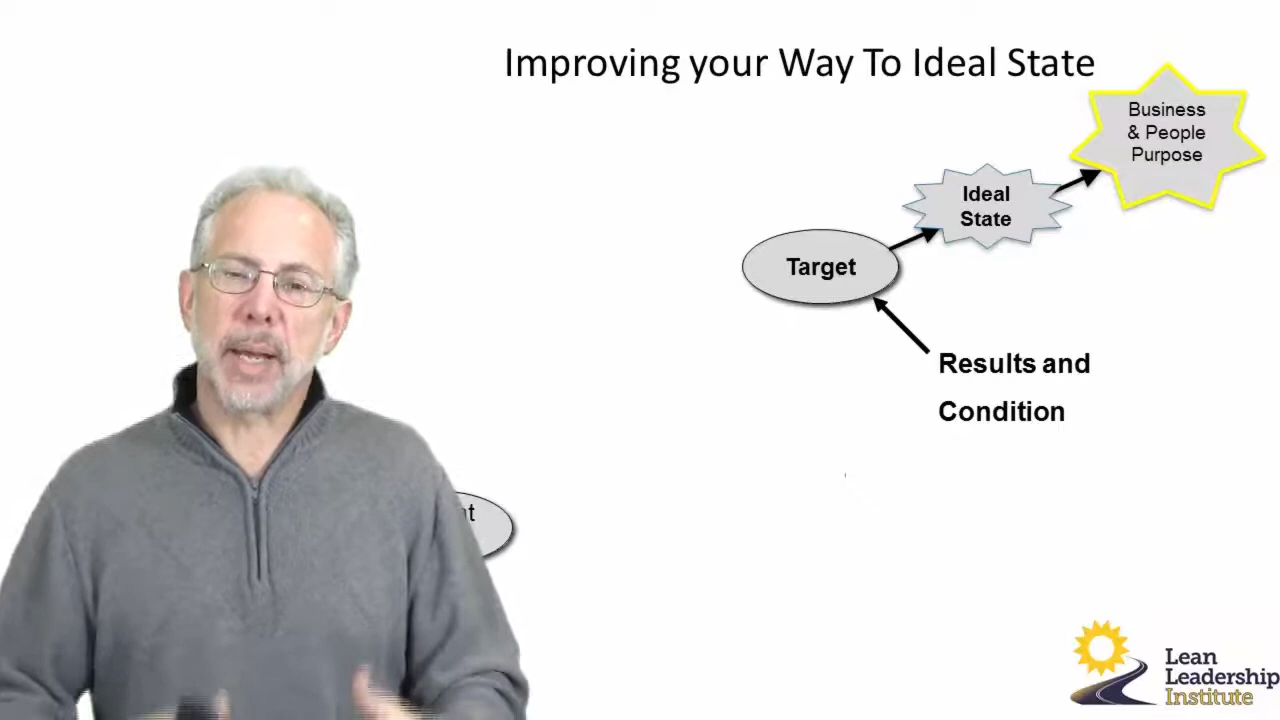 Improving your Way To Ideal State
Business
& People
Purpose
Ideal
State
Target
Results and
Condition
Lean
Leadership
Institute